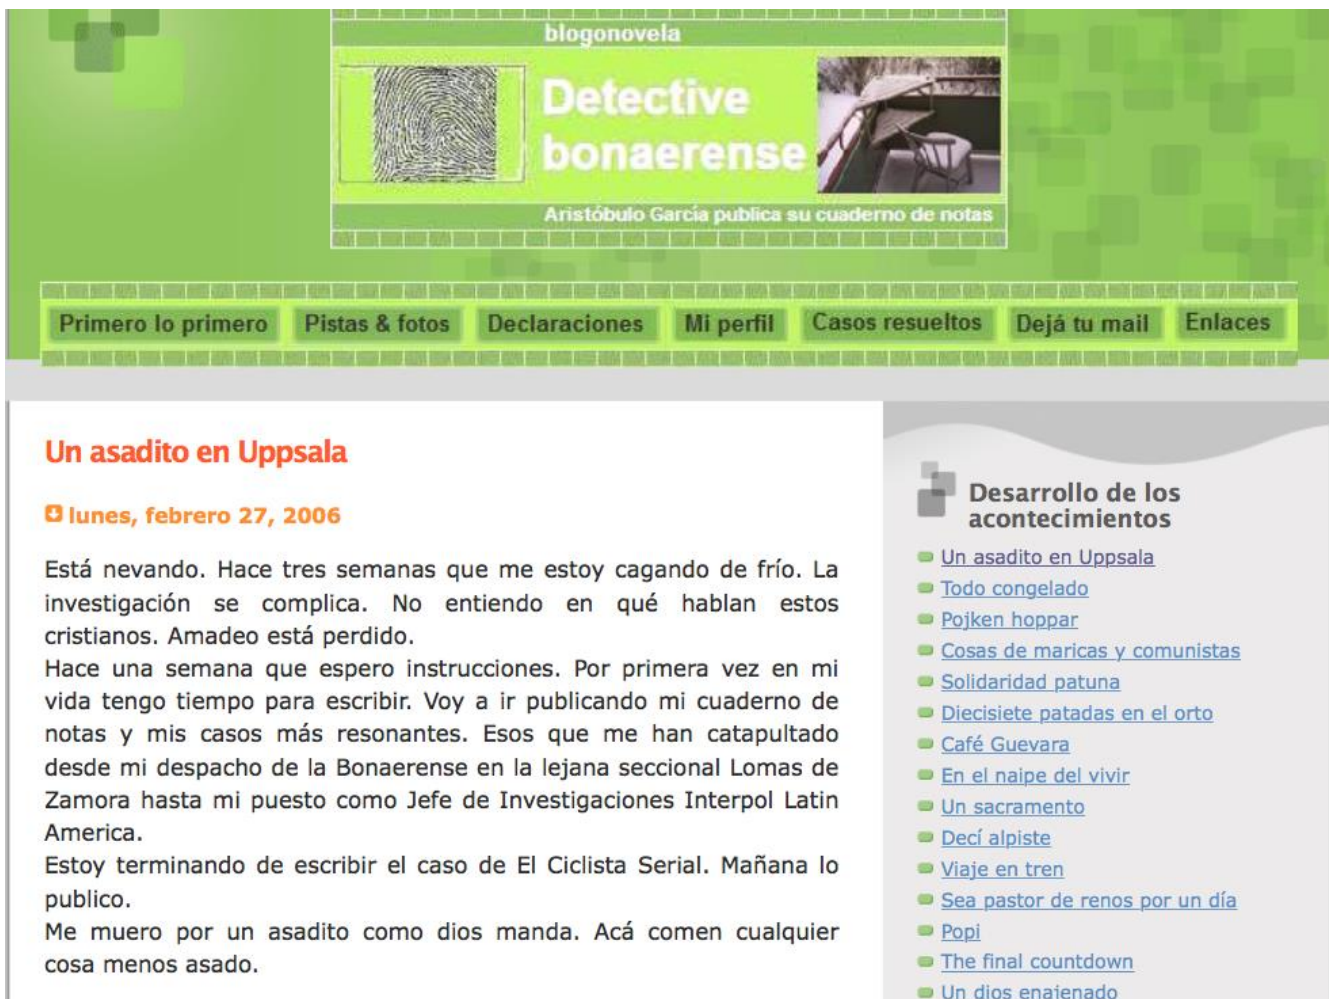 blogonovela
Detective
bonaerense
Aristóbulo García publica su cuaderno de notas
Primero lo primero
Pistas & fotos
Declaraciones
Mi perfil
Casos resueltos
Dejá tu mail
Enlaces
Un asadito en Uppsala
lunes, febrero 27, 2006
Está nevando. Hace tres semanas que me estoy cagando de frío. La
investigación se complica. No entiendo en qué hablan estos
cristianos. Amadeo está perdido.
Hace una semana que espero instrucciones. Por primera vez en mi
vida tengo tiempo para escribir. Voy a ir publicando mi cuaderno de
notas y mis casos más resonantes. Esos que me han catapultado
desde mi despacho de la Bonaerense en la lejana seccional Lomas de
Zamora hasta mi puesto como Jefe de Investigaciones Interpol Latin
America.
Estoy terminando de escribir el caso de El Ciclista Serial. Mañana lo
publico.
Me muero por un asadito como dios manda. Acá comen cualquier
cosa menos asado.
Desarrollo de los
acontecimientos
Un asadito en Uppsala
Todo congelado
Pojken hoppar
Cosas de maricas y comunistas
Solidaridad patuna
Diecisiete patadas en el orto
Café Guevara
En el naipe del vivir
Un sacramento
Decí alpiste
Viaje en tren
Sea pastor de renos por un día
Popi
The final countdown
Un dios enajenado